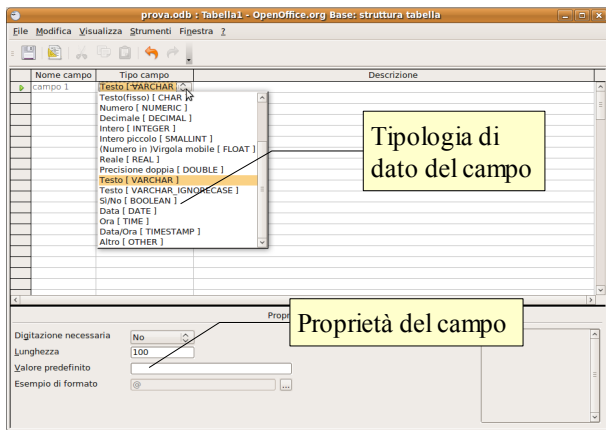 prova.odb : Tabella1 - OpenOffice.org Base: struttura tabella
File Modifica Visualizza Strumenti Finestra ?
Nome campo Tipo campo Descrizione
campo 1 Testo [ VARCHAR ]
Testo(fisso) [ CHAR ]
Numero [ NUMERIC ]
Decimale [ DECIMAL ]
Intero [ INTEGER ]
Intero piccolo [ SMALLINT ]
(Numero in )Virgola mobile [ FLOAT ]
Reale [ REAL ]
Precisione doppia [ DOUBLE ]
Testo [ VARCHAR ]
Testo [ VARCHAR_IGNORECASE ]
Sì/No [ BOOLEAN ]
Data [ DATE ]
Ora [ TIME ]
Data/Ora [ TIMESTAMP ]
Altro [ OTHER ]
Tipologia di
dato del campo
Propr
Proprietà del campo
Digitazione necessaria No
Lunghezza 100
Valore predefinito
Esempio di formato @ ...